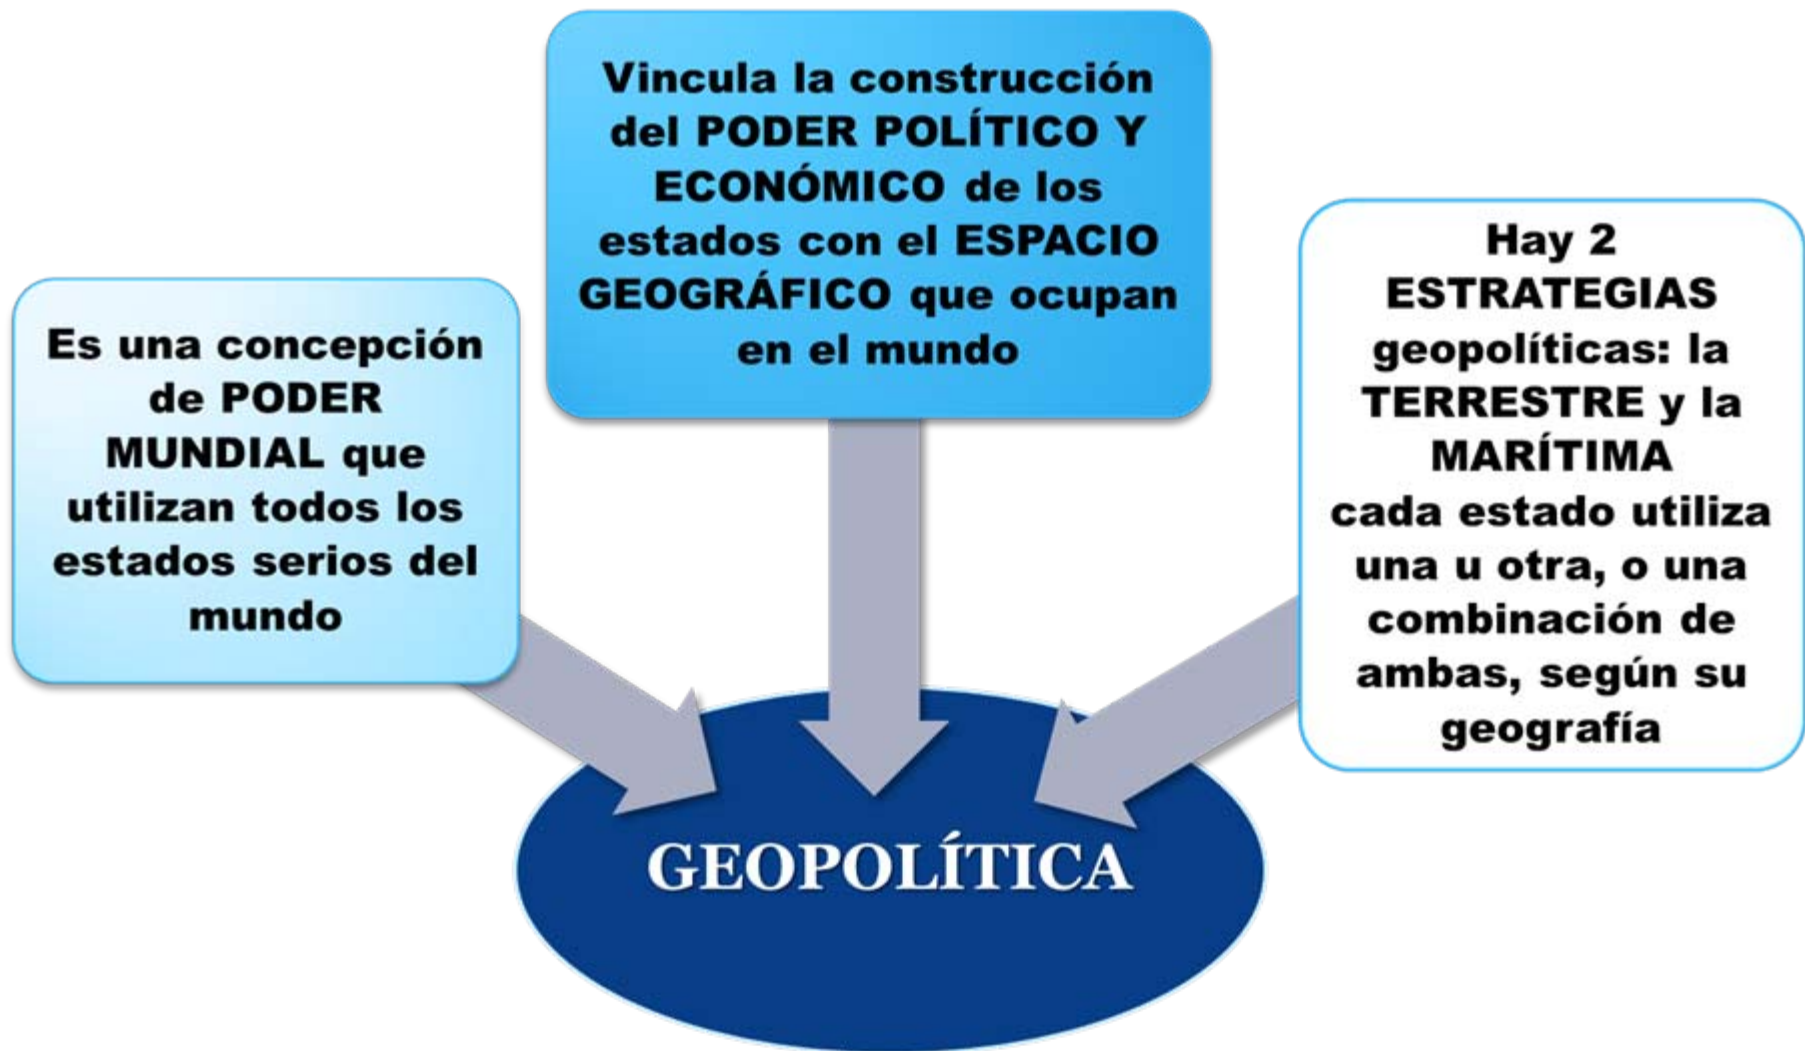 Es una concepción
de PODER
MUNDIAL que
utilizan todos los
estados serios del
mundo
Vincula la construcción
del PODER POLÍTICO Y
ECONÓMICO de los
estados con el ESPACIO
GEOGRÁFICO que ocupan
en el mundo
Hay 2
ESTRATEGIAS
geopolíticas: la
TERRESTRE y la
MARÍTIMA
cada estado utiliza
una u otra, o una
combinación de
ambas, según su
geografía
GEOPOLÍTICA